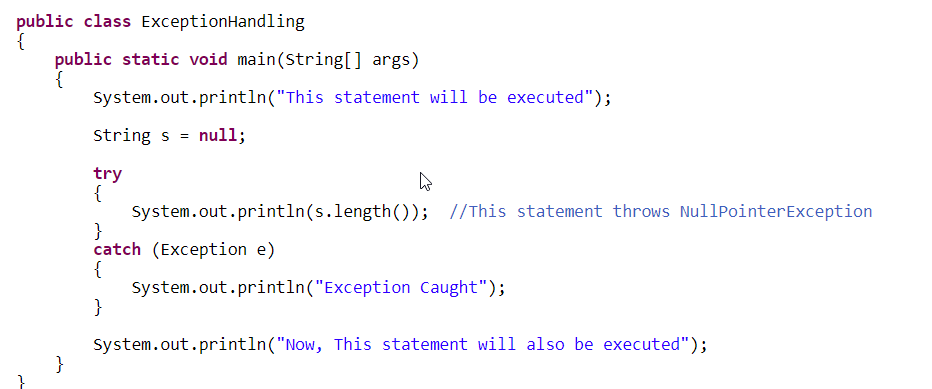 public class ExceptionHandling
{
    public static void main(String[] args)
    {
        System.out.println("This statement will be executed");
        String s = null;
        try
        {
            System.out.println(s.length());  //This statement throws NullPointerException
        }
        catch (Exception e)
        {
            System.out.println("Exception Caught");
        }
        System.out.println("Now, This statement will also be executed");
    }
}